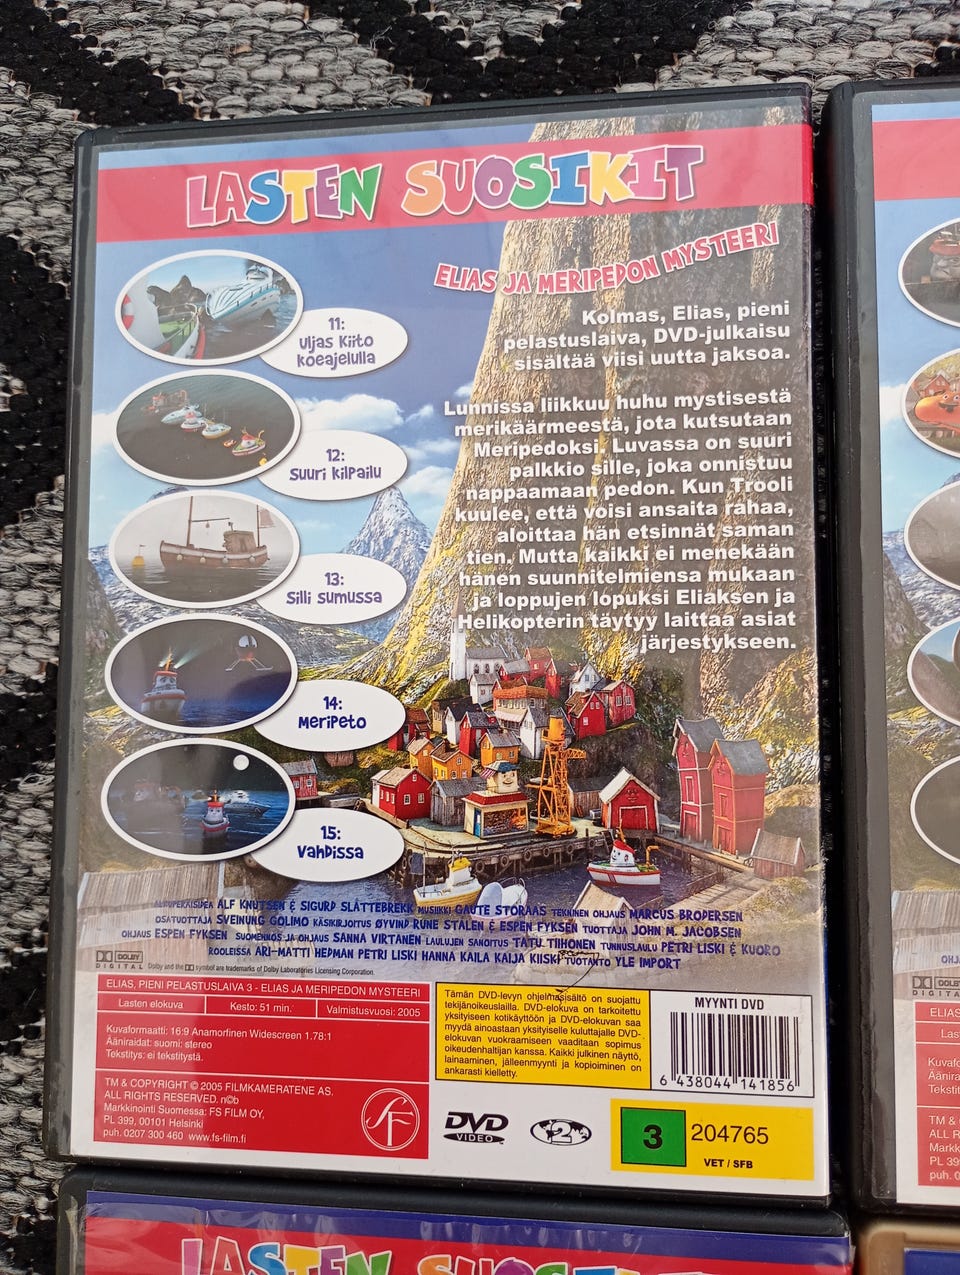 LASTEN SUOSIKIT
ELIAS JA MERIPEDON MYSTEERI
Kolmas, Elias, pieni
pelastuslaiva, DVD-julkaisu
sisältää viisi uutta jaksoa.
Lunnissa liikkuu huhu mystisestä
merikäärmeestä, jota kutsutaan
Meripedoksi. Luvassa on suuri
palkkio sille, joka onnistuu
nappaamaan pedon. Kun Trooli
kuulee, että voisi ansaita rahaa,
aloittaa hän etsinnät saman
tien. Mutta kaikki ei menekään
hänen suunnitelmiensa mukaan
ja loppujen lopuksi Eliaksen ja
Helikopterin täytyy laittaa asiat
järjestykseen.
11:
Uljas Kiito
koeajelulla
12:
Suuri kilpailu
13:
Silli sumussa
14:
Meripeto
15:
Vahdissa
ALKUPERÄISIDEA ALF KNUTSEN & SIGURD SLÅTTEBREKK MUSIIKKI GAUTE STORAAS TEKNINEN OHJAUS MARCUS BRODERSEN
OSATUOTTAJA SVEINUNG GOLIMO KÄSIKIRJOITUS ØYVIND RUNE STÅLEN & ESPEN FYKSEN TUOTTAJA JOHN M. JACOBSEN
OHJAUS ESPEN FYKSEN SUOMENNOS JA OHJAUS SANNA VIRTANEN LAULUJEN SANOITUS TATU TIIHONEN TUNNUSLAULU PETRI LISKI & KUORO
ROOLEISSA ARI-MATTI HEDMAN PETRI LISKI HANNA KAILA KAIJA KIISKI TUOTANTO YLE IMPORT
DOLBY
DIGITAL
Dolby and the DD symbol are trademarks of Dolby Laboratories Licensing Corporation.
ELIAS, PIENI PELASTUSLAIVA 3 - ELIAS JA MERIPEDON MYSTEERI
Lasten elokuva Kesto: 51 min. Valmistusvuosi: 2005
Kuvaformaatti: 16:9 Anamorfinen Widescreen 1.78:1
Ääniraidat: suomi: stereo
Tekstitys: ei tekstitystä.
TM & COPYRIGHT © 2005 FILMKAMERATENE AS.
ALL RIGHTS RESERVED. n©b
Markkinointi Suomessa: FS FILM OY,
PL 399, 00101 Helsinki
puh. 0207 300 460 www.fs-film.fi
SF
Tämän DVD-levyn ohjelmasisältö on suojattu
tekijänoikeuslailla. DVD-elokuva on tarkoitettu
yksityiseen kotikäyttöön ja DVD-elokuvan saa
myydä ainoastaan yksityiselle kuluttajalle DVD-
elokuvan vuokraamiseen vaaditaan sopimus
oikeudenhaltijan kanssa. Kaikki julkinen näyttö,
lainaaminen, jälleenmyynti ja kopioiminen on
ankarasti kielletty.
MYYNTI DVD
6 438044 141856
DVD
VIDEO
2
3
204765
VET / SFB
LASTEN SUOSIKIT